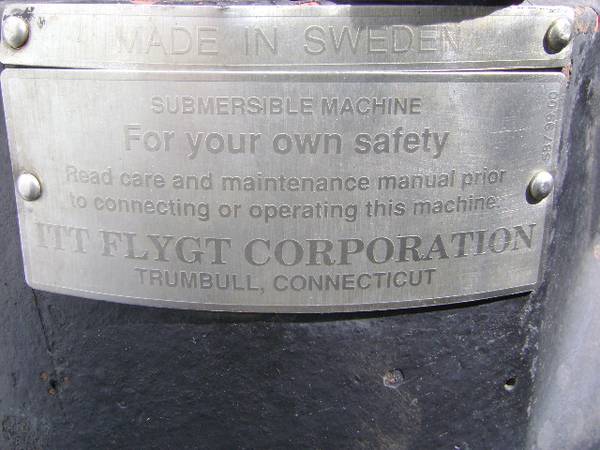 MADE IN SWEDEN
SUBMERSIBLE MACHINE
For your own safety
Read care and maintenance manual prior
to connecting or operating this machine.
ITT FLYGT CORPORATION
TRUMBULL, CONNECTICUT